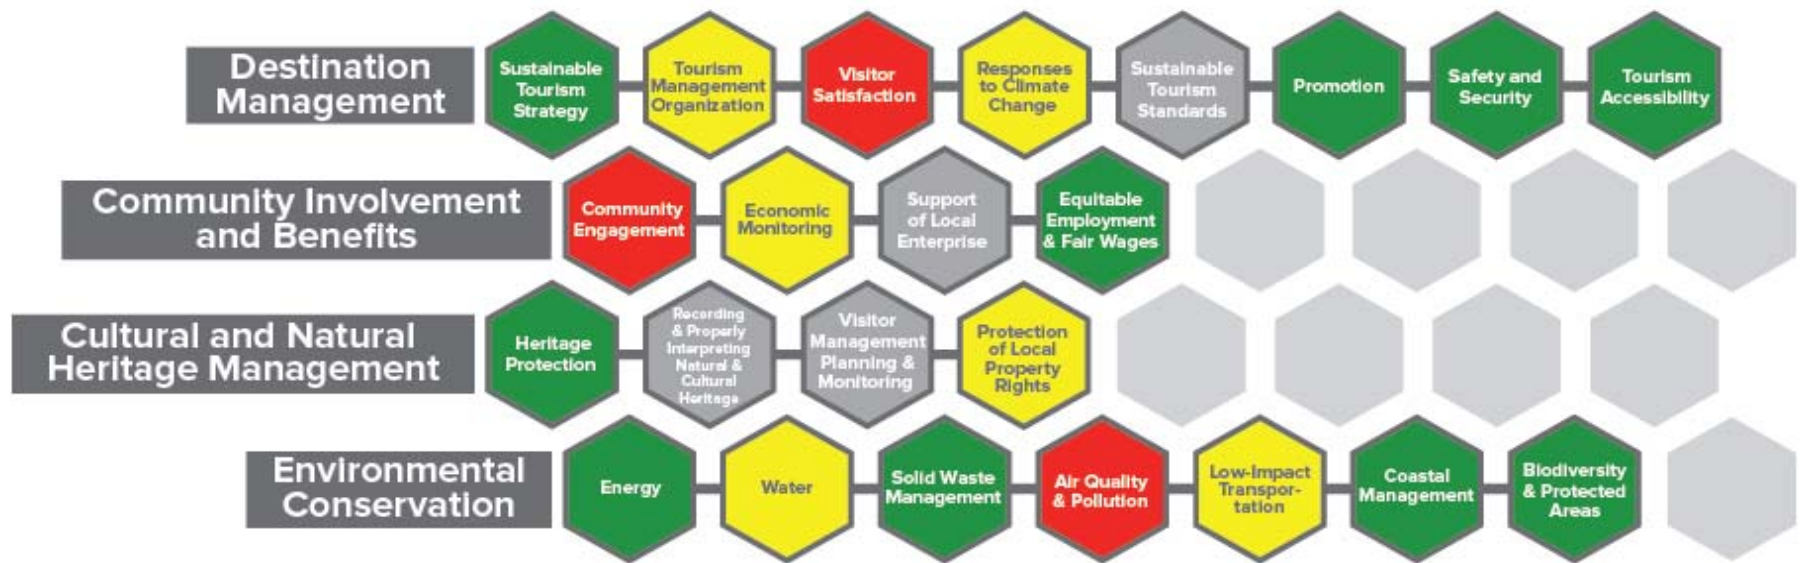 Destination
Management
Sustainable
Tourism
Strategy
Tourism
Management
Organization
Visitor
Satisfaction
Responses
to Climate
Change
Sustainable
Tourism
Standards
Promotion
Safety and
Security
Tourism
Accessibility
Community Involvement
and Benefits
Community
Engagement
Economic
Monitoring
Support
of Local
Enterprise
Equitable
Employment
& Fair Wages
Cultural and Natural
Heritage Management
Heritage
Protection
Recording
& Properly
Interpreting
Natural &
Cultural
Heritage
Visitor
Management
Planning &
Monitoring
Protection
of Local
Property
Rights
Environmental
Conservation
Energy
Water
Solid Waste
Management
Air Quality
& Pollution
Low-Impact
Transpor-
tation
Coastal
Management
Biodiversity
& Protected
Areas